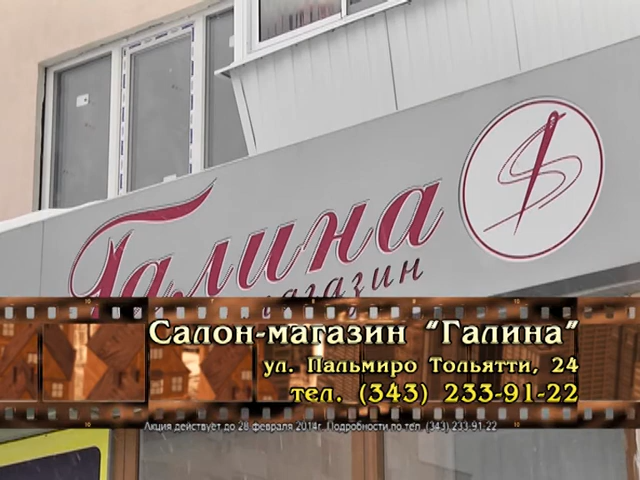 Галина
магазин
Салон-магазин "Галина"
ул. Пальмиро Тольятти, 24
тел. (343) 233-91-22
Акция действует до 28 февраля 2014г. Подробности по тел. (343) 233-91-22